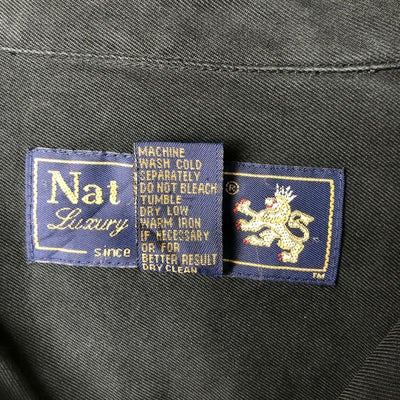 Nat
Luxury
since
MACHINE
WASH COLD
SEPARATELY
DO NOT BLEACH
TUMBLE
DRY LOW
WARM IRON
IF NECESSARY
OR FOR
BETTER RESULT
DRY CLEAN
®
TM